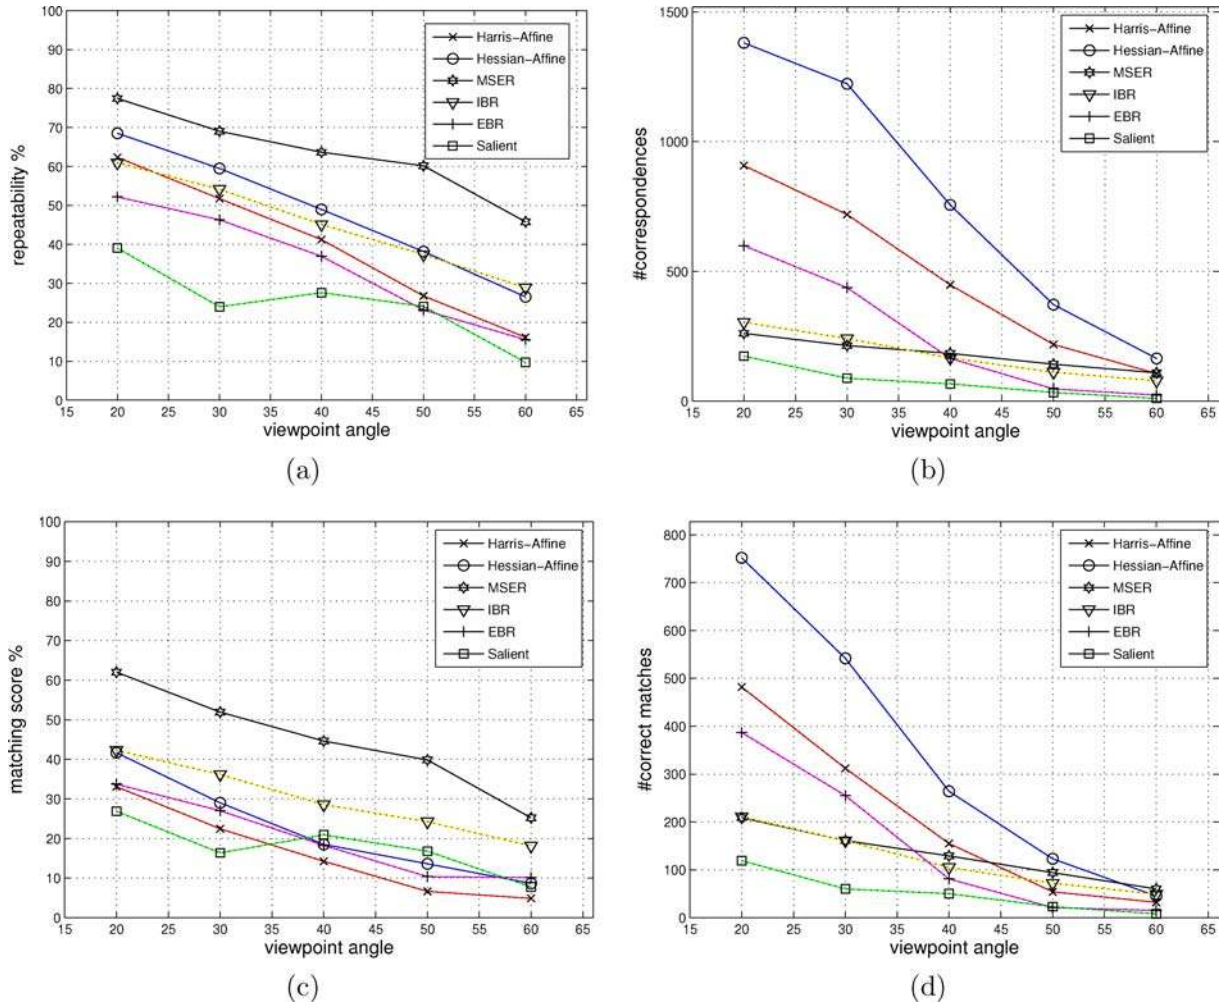 100
90
80
70
60
50
40
30
20
10
0
repeatability %
15 20 25 30 35 40 45 50 55 60 65
viewpoint angle
Harris-Affine
Hessian-Affine
MSER
IBR
EBR
Salient
(a)
1500
1000
500
0
#correspondences
15 20 25 30 35 40 45 50 55 60 65
viewpoint angle
Harris-Affine
Hessian-Affine
MSER
IBR
EBR
Salient
(b)
100
90
80
70
60
50
40
30
20
10
0
matching score %
15 20 25 30 35 40 45 50 55 60 65
viewpoint angle
Harris-Affine
Hessian-Affine
MSER
IBR
EBR
Salient
(c)
800
700
600
500
400
300
200
100
0
#correct matches
15 20 25 30 35 40 45 50 55 60 65
viewpoint angle
Harris-Affine
Hessian-Affine
MSER
IBR
EBR
Salient
(d)